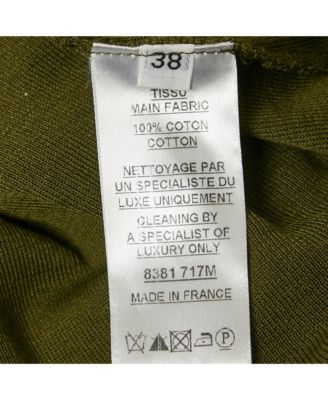 38
TISSU
MAIN FABRIC
100% COTON
COTTON
NETTOYAGE PAR
UN SPECIALISTE DU
LUXE UNIQUEMENT
CLEANING BY
A SPECIALIST OF
LUXURY ONLY
8381 717M
MADE IN FRANCE
P